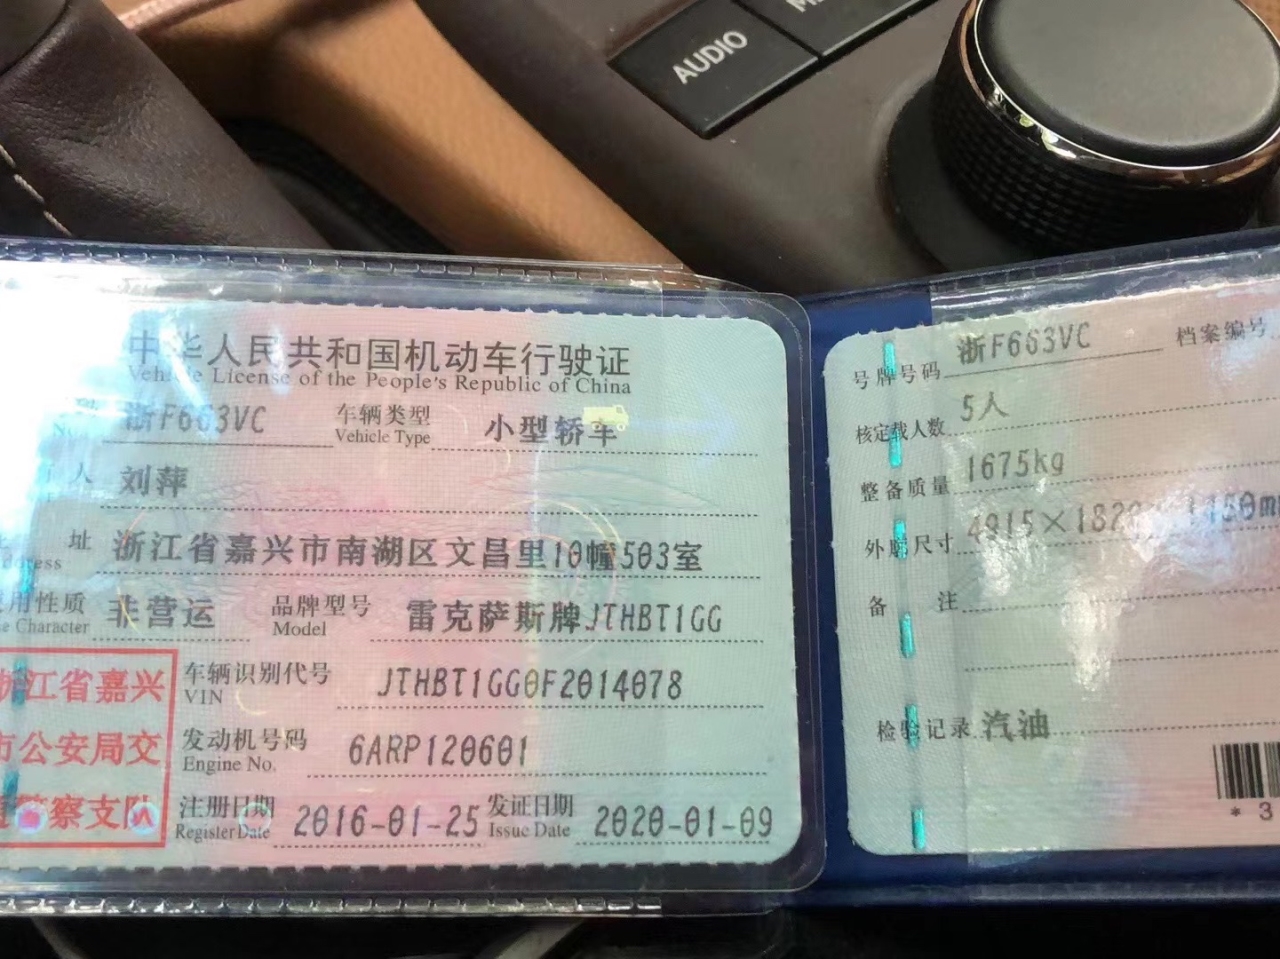 AUDIO
中华人民共和国机动车行驶证
Vehicle License of the People's Republic of China
浙F663VC 车辆类型 小型轿车
Vehicle Type
人 刘萍
址 浙江省嘉兴市南湖区文昌里10幢503室
用性质 非营运 品牌型号 雷克萨斯牌JTHBT1GG
Character Model
浙江省嘉兴 车辆识别代号 JTHBT1GG0F2014078
VIN
市公安局交 发动机号码 6ARP120601
Engine No.
警察支队 注册日期 2016-01-25 发证日期 2020-01-09
Register Date Issue Date
号牌号码 浙F663VC 档案编号
核定载人数 5人
整备质量 1675kg
外廓尺寸 4915×182
备 注
检验记录 汽油
* 3